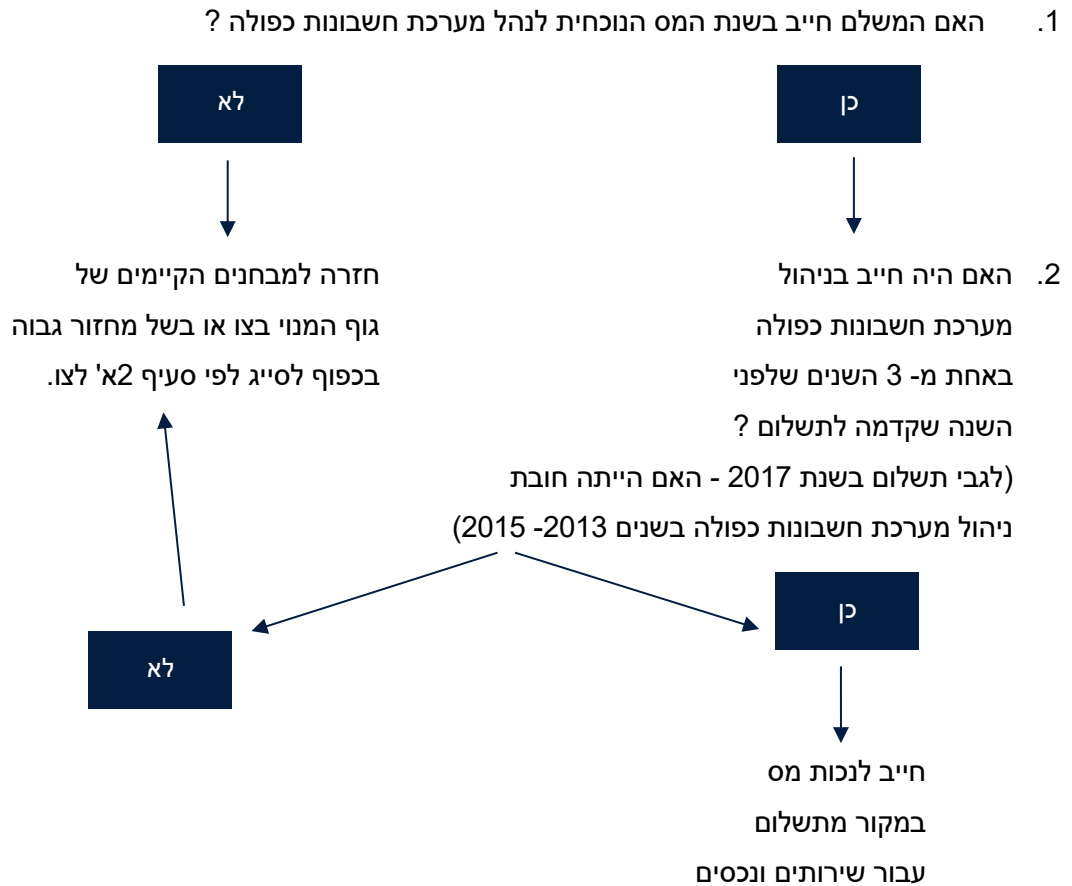 1. האם המשלם חייב בשנת המס הנוכחית לנהל מערכת חשבונות כפולה ?
כן
לא
2. האם היה חייב בניהול
מערכת חשבונות כפולה
באחת מ- 3 השנים שלפני
השנה שקדמה לתשלום ?
(לגבי תשלום בשנת 2017 - האם הייתה חובת
ניהול מערכת חשבונות כפולה בשנים 2013- 2015)
חזרה למבחנים הקיימים של
גוף המנוי בצו או בשל מחזור גבוה
בכפוף לסייג לפי סעיף 2א' לצו.
כן
לא
חייב לנכות מס
במקור מתשלום
עבור שירותים ונכסים